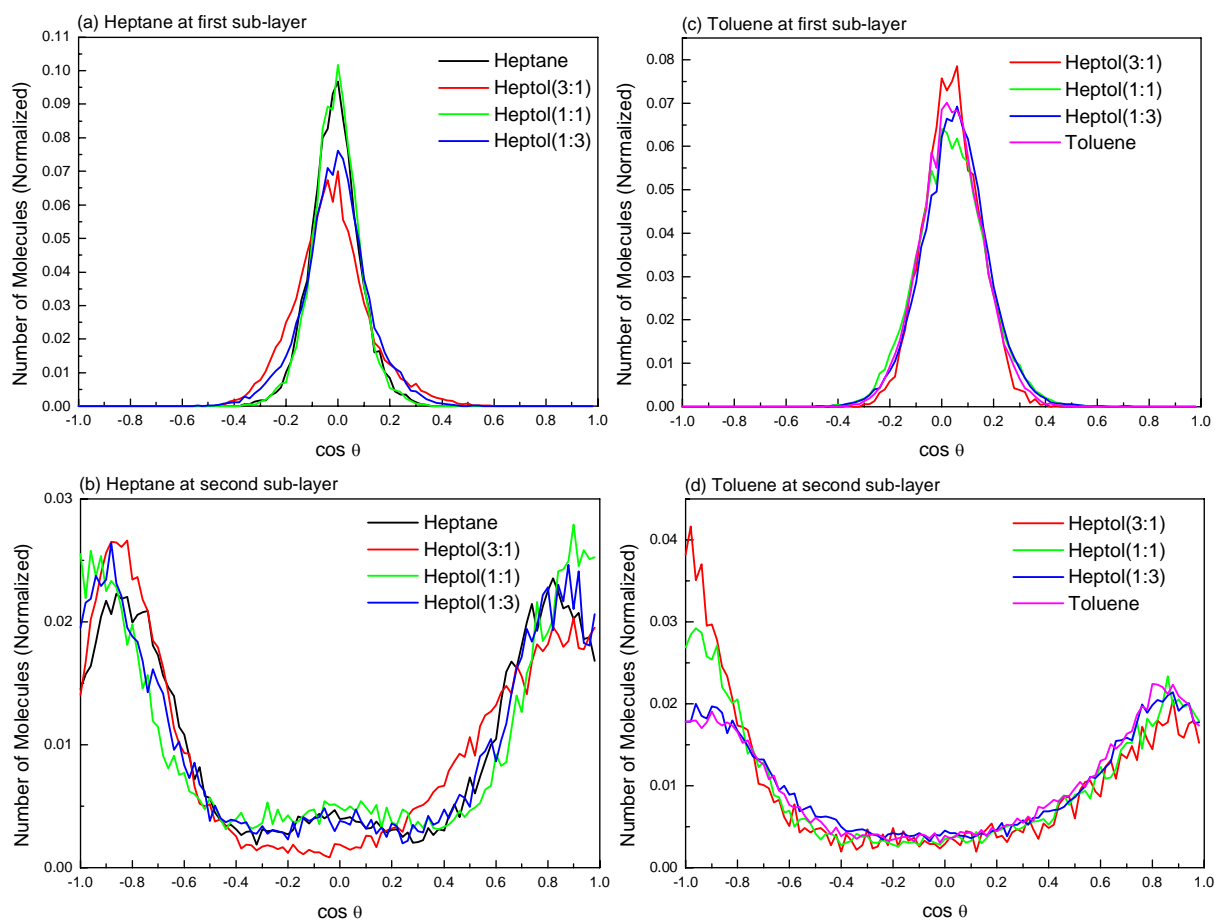 (a) Heptane at first sub-layer
Number of Molecules (Normalized)
0.11
0.10
0.09
0.08
0.07
0.06
0.05
0.04
0.03
0.02
0.01
0.00
Heptane
Heptol(3:1)
Heptol(1:1)
Heptol(1:3)
-1.0 -0.8 -0.6 -0.4 -0.2 0.0 0.2 0.4 0.6 0.8 1.0
cos θ
(c) Toluene at first sub-layer
Number of Molecules (Normalized)
0.08
0.07
0.06
0.05
0.04
0.03
0.02
0.01
0.00
Heptol(3:1)
Heptol(1:1)
Heptol(1:3)
Toluene
-1.0 -0.8 -0.6 -0.4 -0.2 0.0 0.2 0.4 0.6 0.8 1.0
cos θ
(b) Heptane at second sub-layer
Number of Molecules (Normalized)
0.03
0.02
0.01
0.00
Heptane
Heptol(3:1)
Heptol(1:1)
Heptol(1:3)
-1.0 -0.8 -0.6 -0.4 -0.2 0.0 0.2 0.4 0.6 0.8 1.0
cos θ
(d) Toluene at second sub-layer
Number of Molecules (Normalized)
0.04
0.03
0.02
0.01
0.00
Heptol(3:1)
Heptol(1:1)
Heptol(1:3)
Toluene
-1.0 -0.8 -0.6 -0.4 -0.2 0.0 0.2 0.4 0.6 0.8 1.0
cos θ